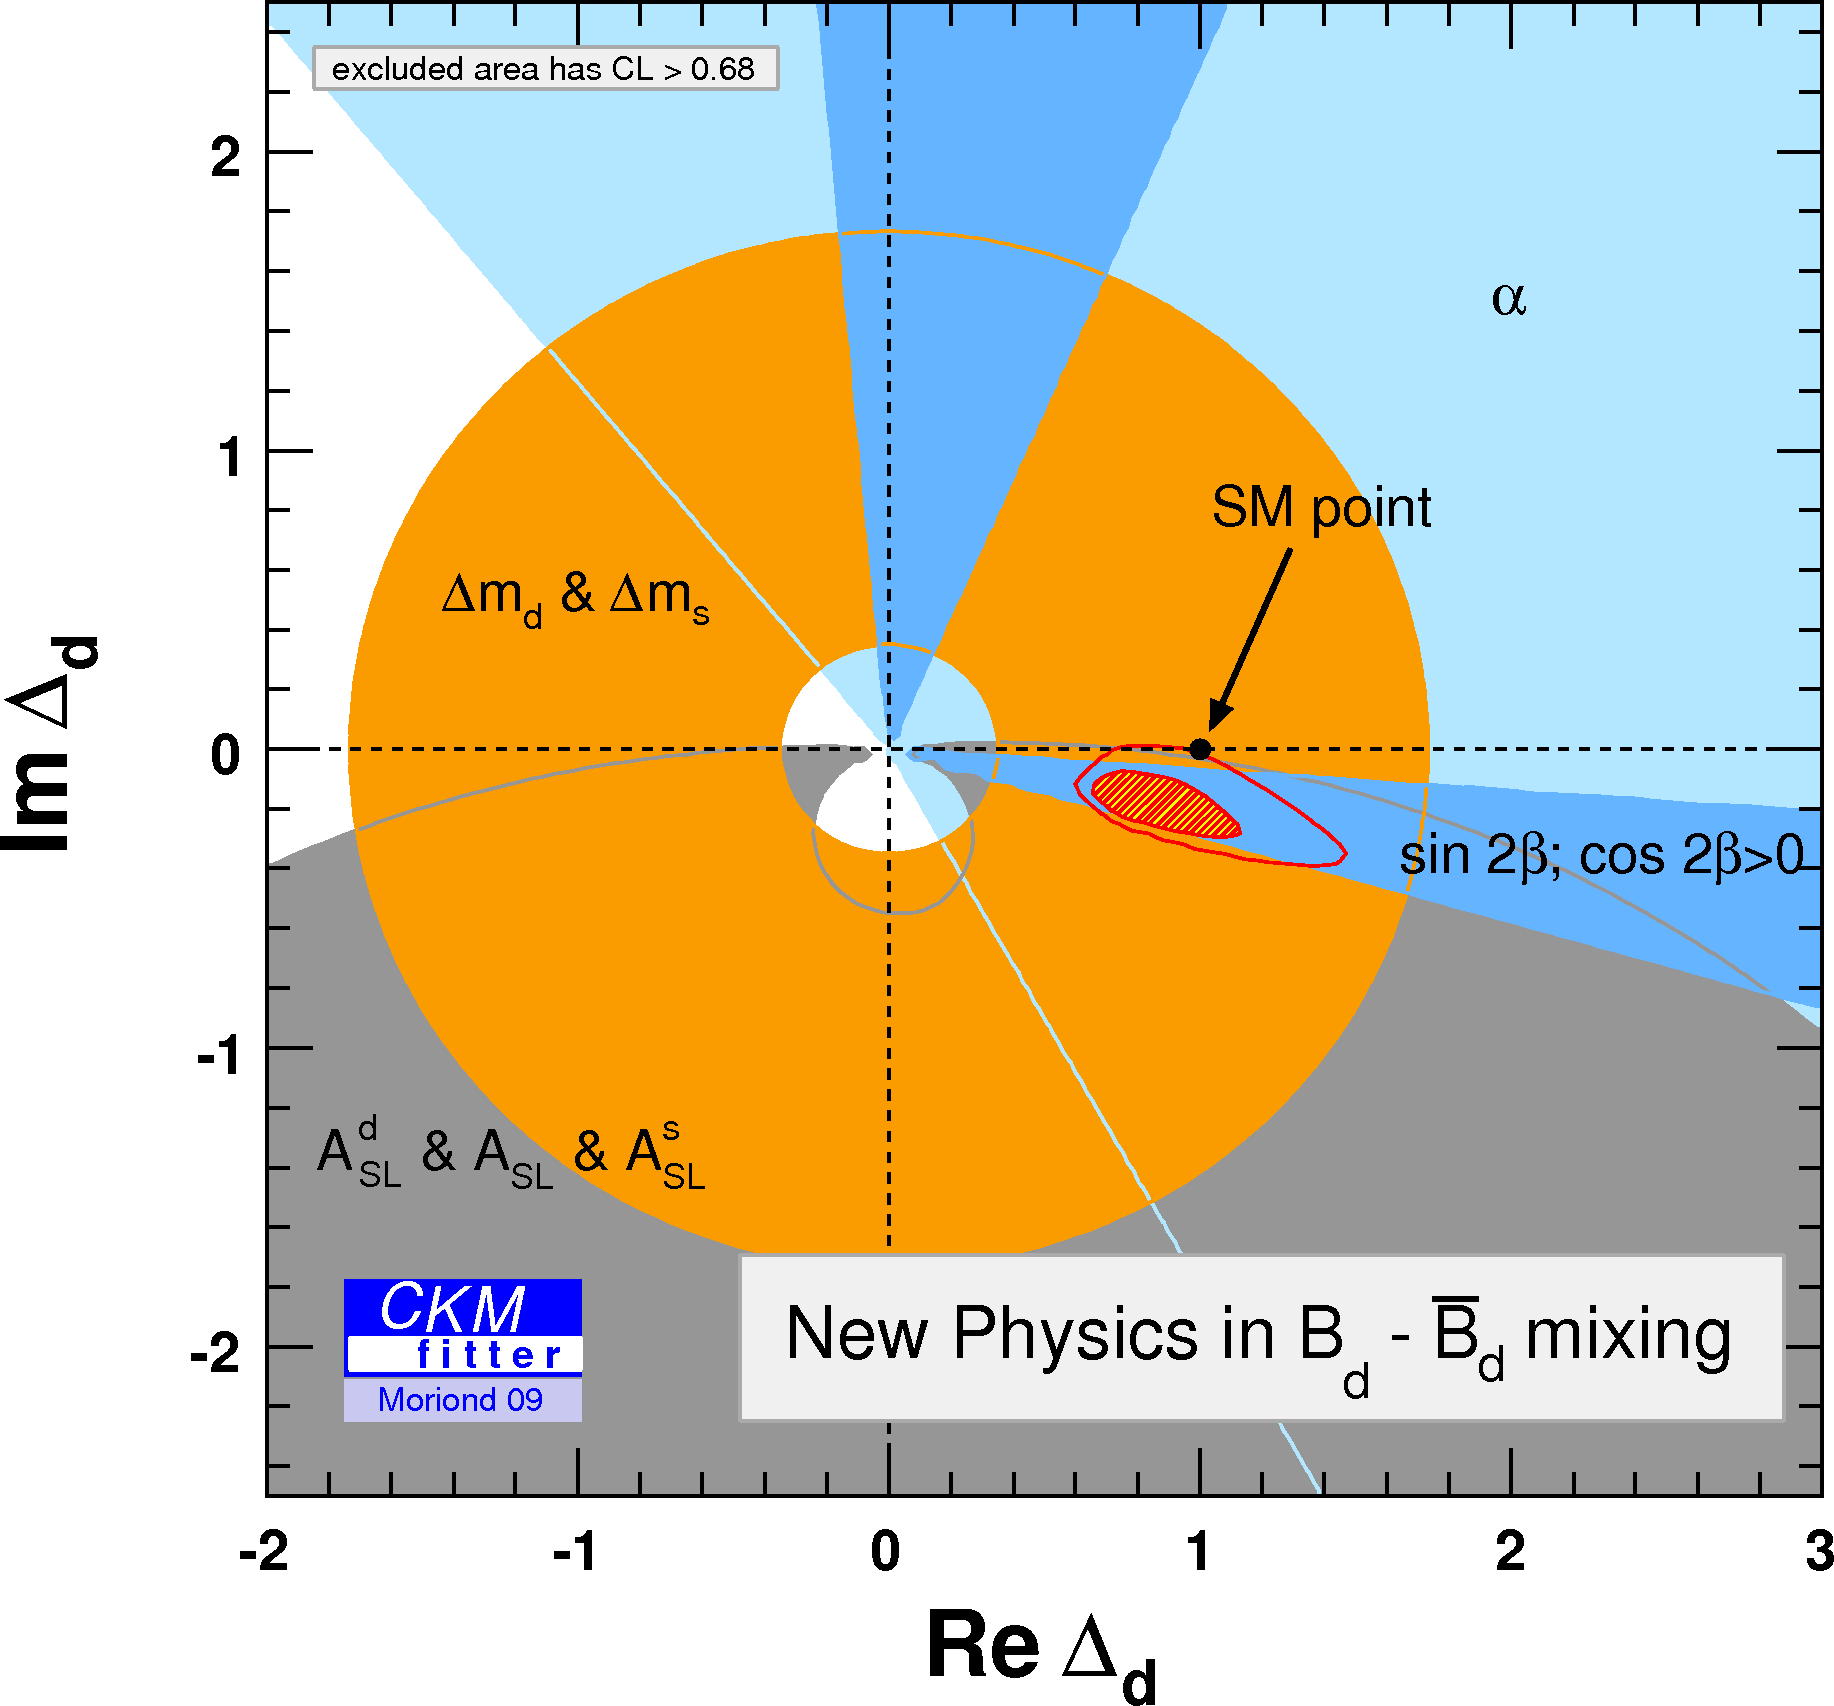 excluded area has CL > 0.68
α
SM point
Δm_d & Δm_s
sin 2β; cos 2β>0
A^d_SL & A_SL & A^s_SL
New Physics in B_d - B̅_d mixing
CKM
fitter
Moriond 09
2
1
0
-1
-2
-2 -1 0 1 2 3
Im Δ_d
Re Δ_d